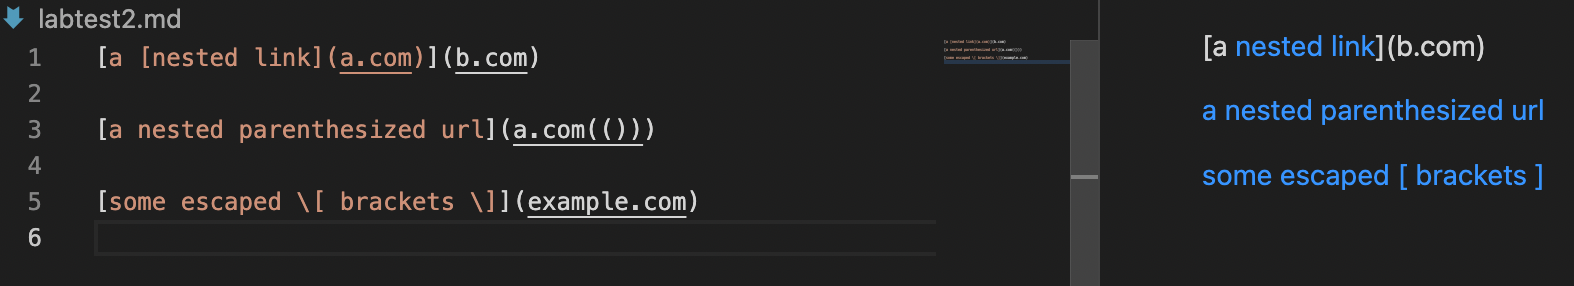 labtest2.md
1 [a [nested link](a.com)](b.com)
2
3 [a nested parenthesized url](a.com(()))
4
5 [some escaped \[ brackets \]](example.com)
6
[a nested link](b.com)
a nested parenthesized url
some escaped [ brackets ]